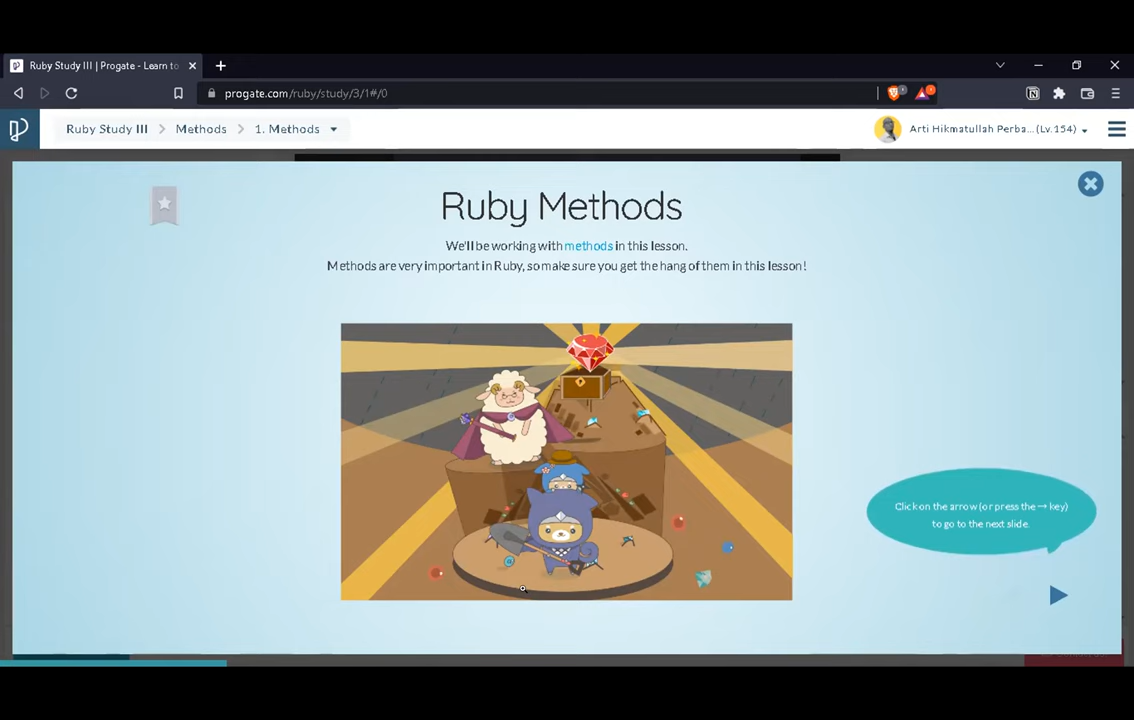 Ruby Study III | Progate - Learn to
progate.com/ruby/study/3/1#/0
Ruby Study III
Methods
1. Methods
Arti Hikmatullah Perba... (Lv.154)
Ruby Methods
We'll be working with methods in this lesson.
Methods are very important in Ruby, so make sure you get the hang of them in this lesson!
Click on the arrow (or press the → key)
to go to the next slide.